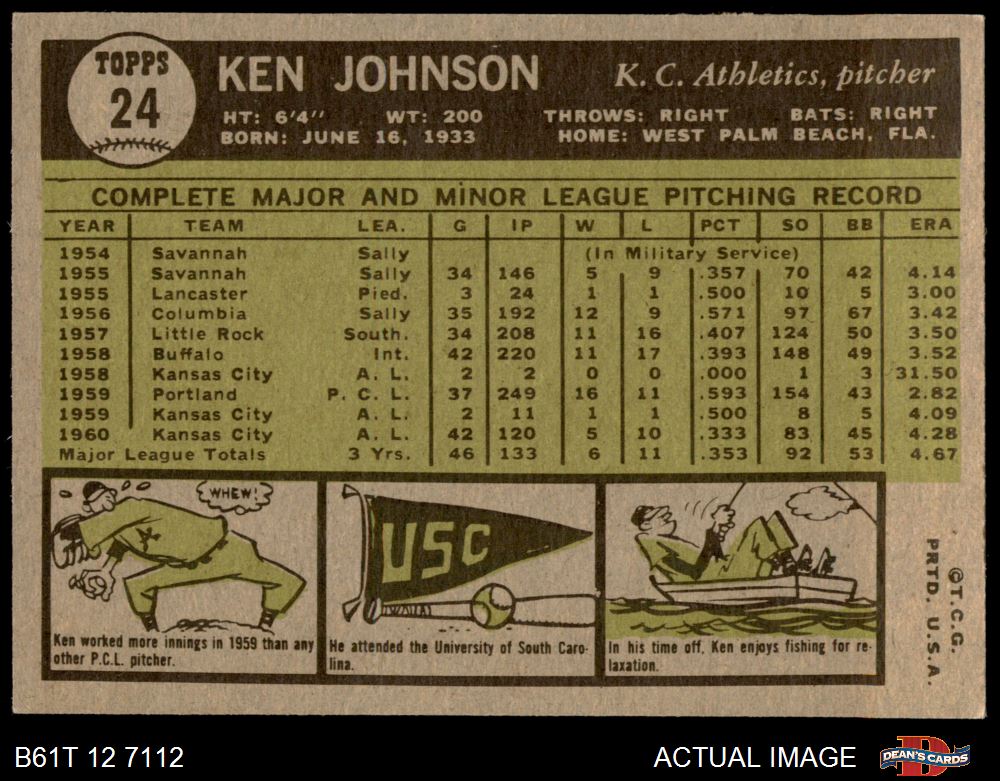 TOPPS
24
KEN JOHNSON
K. C. Athletics, pitcher
HT: 6'4" WT: 200 THROWS: RIGHT BATS: RIGHT
BORN: JUNE 16, 1933 HOME: WEST PALM BEACH, FLA.
COMPLETE MAJOR AND MINOR LEAGUE PITCHING RECORD
YEAR TEAM LEA. G IP W L PCT SO BB ERA
1954 Savannah Sally (In Military Service)
1955 Savannah Sally 34 146 5 9 .357 70 42 4.14
1955 Lancaster Pied. 3 24 1 1 .500 10 5 3.00
1956 Columbia Sally 35 192 12 9 .571 97 67 3.42
1957 Little Rock South. 34 208 11 16 .407 124 50 3.50
1958 Buffalo Int. 42 220 11 17 .393 148 49 3.52
1958 Kansas City A. L. 2 2 0 0 .000 1 3 31.50
1959 Portland P. C. L. 37 249 16 11 .593 154 43 2.82
1959 Kansas City A. L. 2 11 1 1 .500 8 5 4.09
1960 Kansas City A. L. 42 120 5 10 .333 83 45 4.28
Major League Totals 3 Yrs. 46 133 6 11 .353 92 53 4.67
WHEW!
Ken worked more innings in 1959 than any
other P.C.L. pitcher.
USC
He attended the University of South Caro-
lina.
In his time off, Ken enjoys fishing for re-
laxation.
©T.C.G.
PRTD. U.S.A.
B61T 12 7112
ACTUAL IMAGE
DEAN'S CARDS